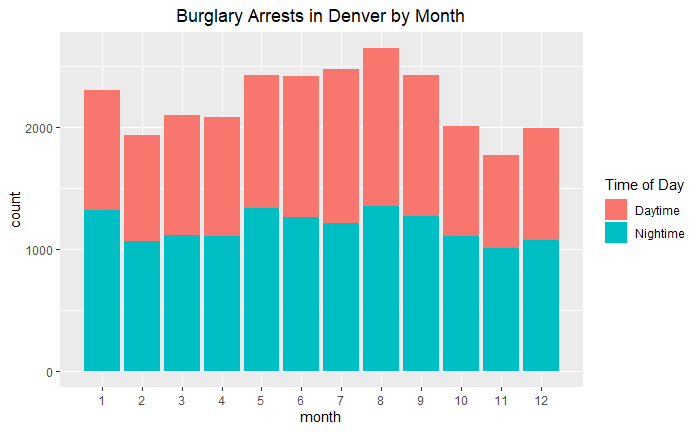 Burglary Arrests in Denver by Month
count
2000
1000
0
1 2 3 4 5 6 7 8 9 10 11 12
month
Time of Day
Daytime
Nightime